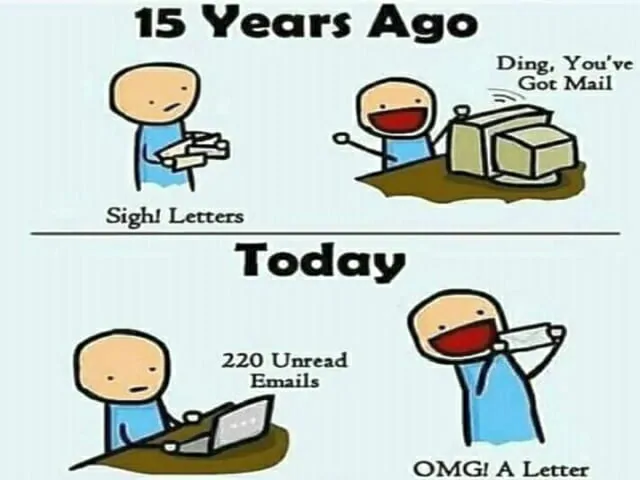 15 Years Ago
Ding, You've
Got Mail
Sigh! Letters
Today
220 Unread
Emails
OMG! A Letter